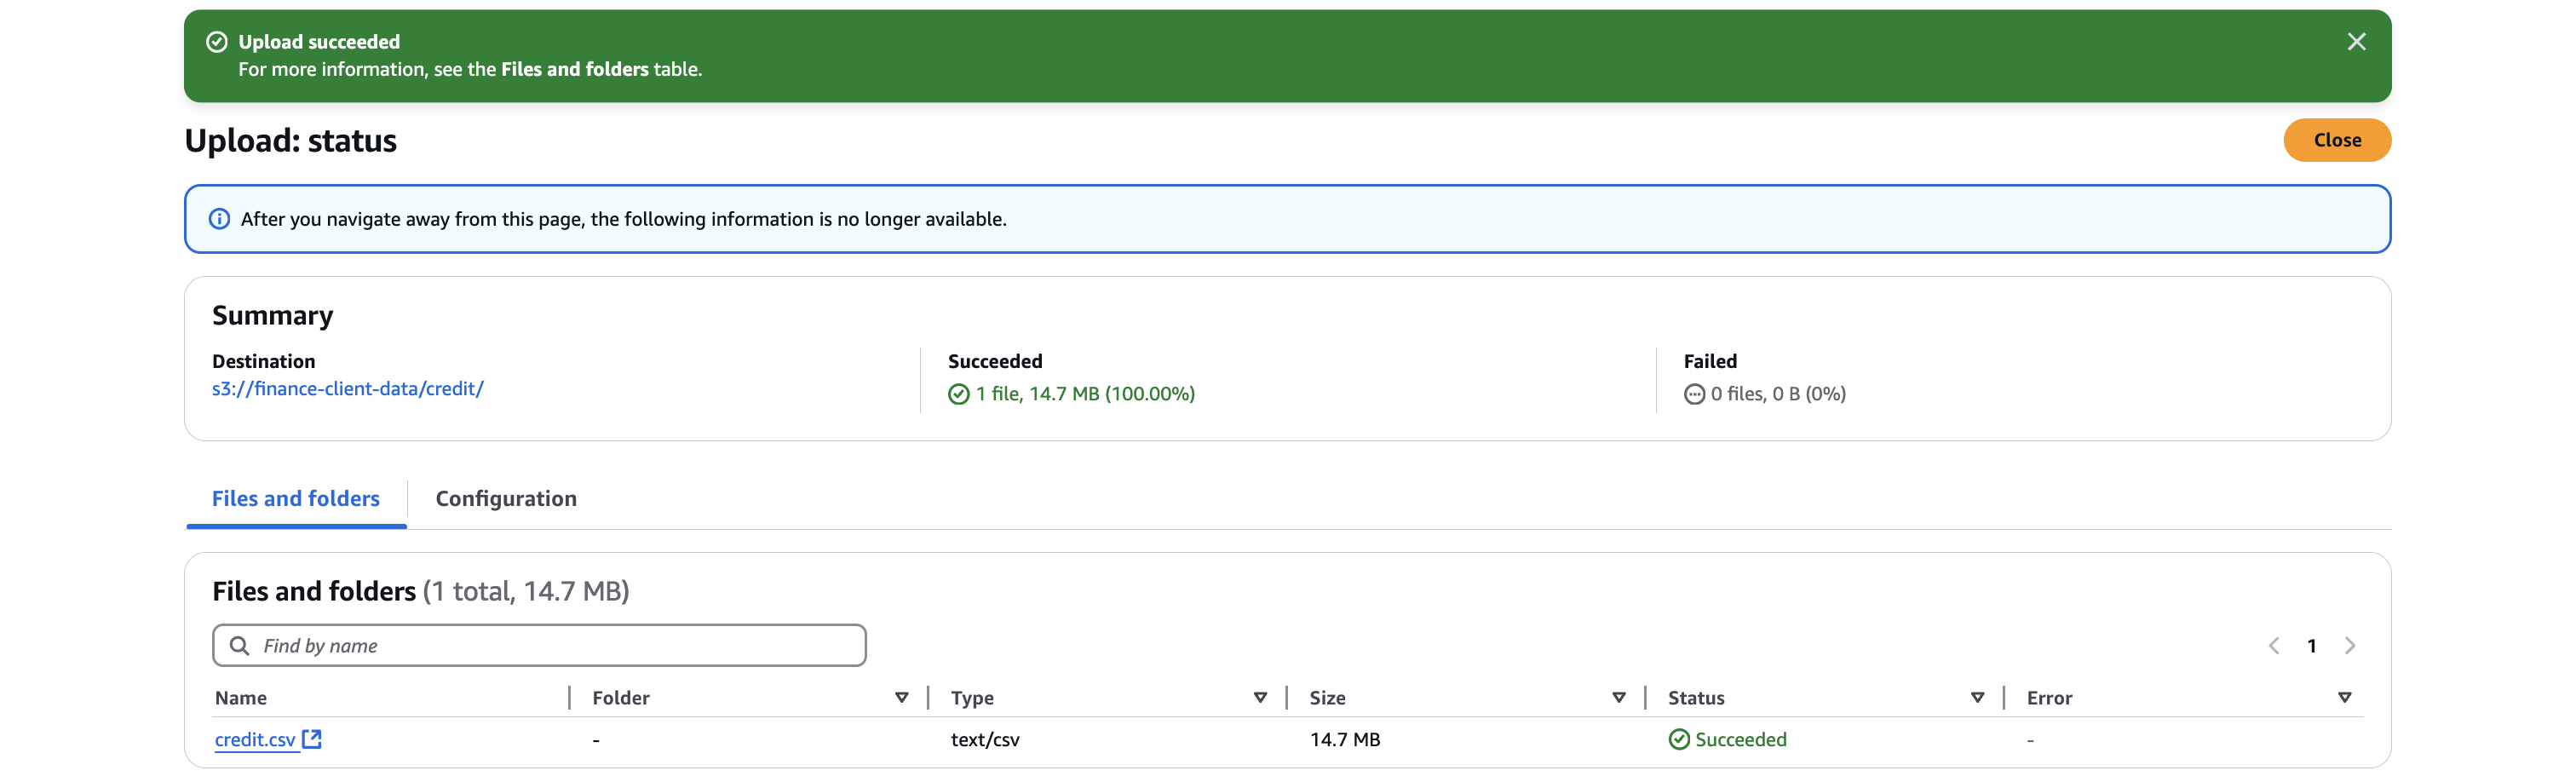 Upload succeeded
For more information, see the Files and folders table.
Upload: status
Close
After you navigate away from this page, the following information is no longer available.
Summary
Destination
s3://finance-client-data/credit/
Succeeded
1 file, 14.7 MB (100.00%)
Failed
0 files, 0 B (0%)
Files and folders
Configuration
Files and folders (1 total, 14.7 MB)
Find by name
1
Name Folder Type Size Status Error
credit.csv - text/csv 14.7 MB Succeeded -